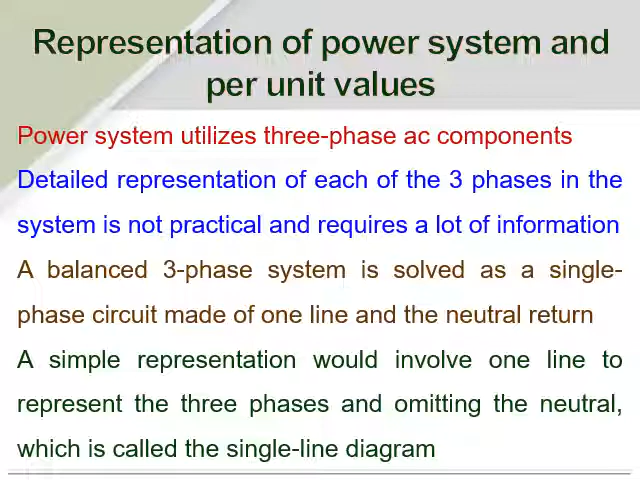 Representation of power system and
per unit values
Power system utilizes three-phase ac components
Detailed representation of each of the 3 phases in the
system is not practical and requires a lot of information
A balanced 3-phase system is solved as a single-
phase circuit made of one line and the neutral return
A simple representation would involve one line to
represent the three phases and omitting the neutral,
which is called the single-line diagram